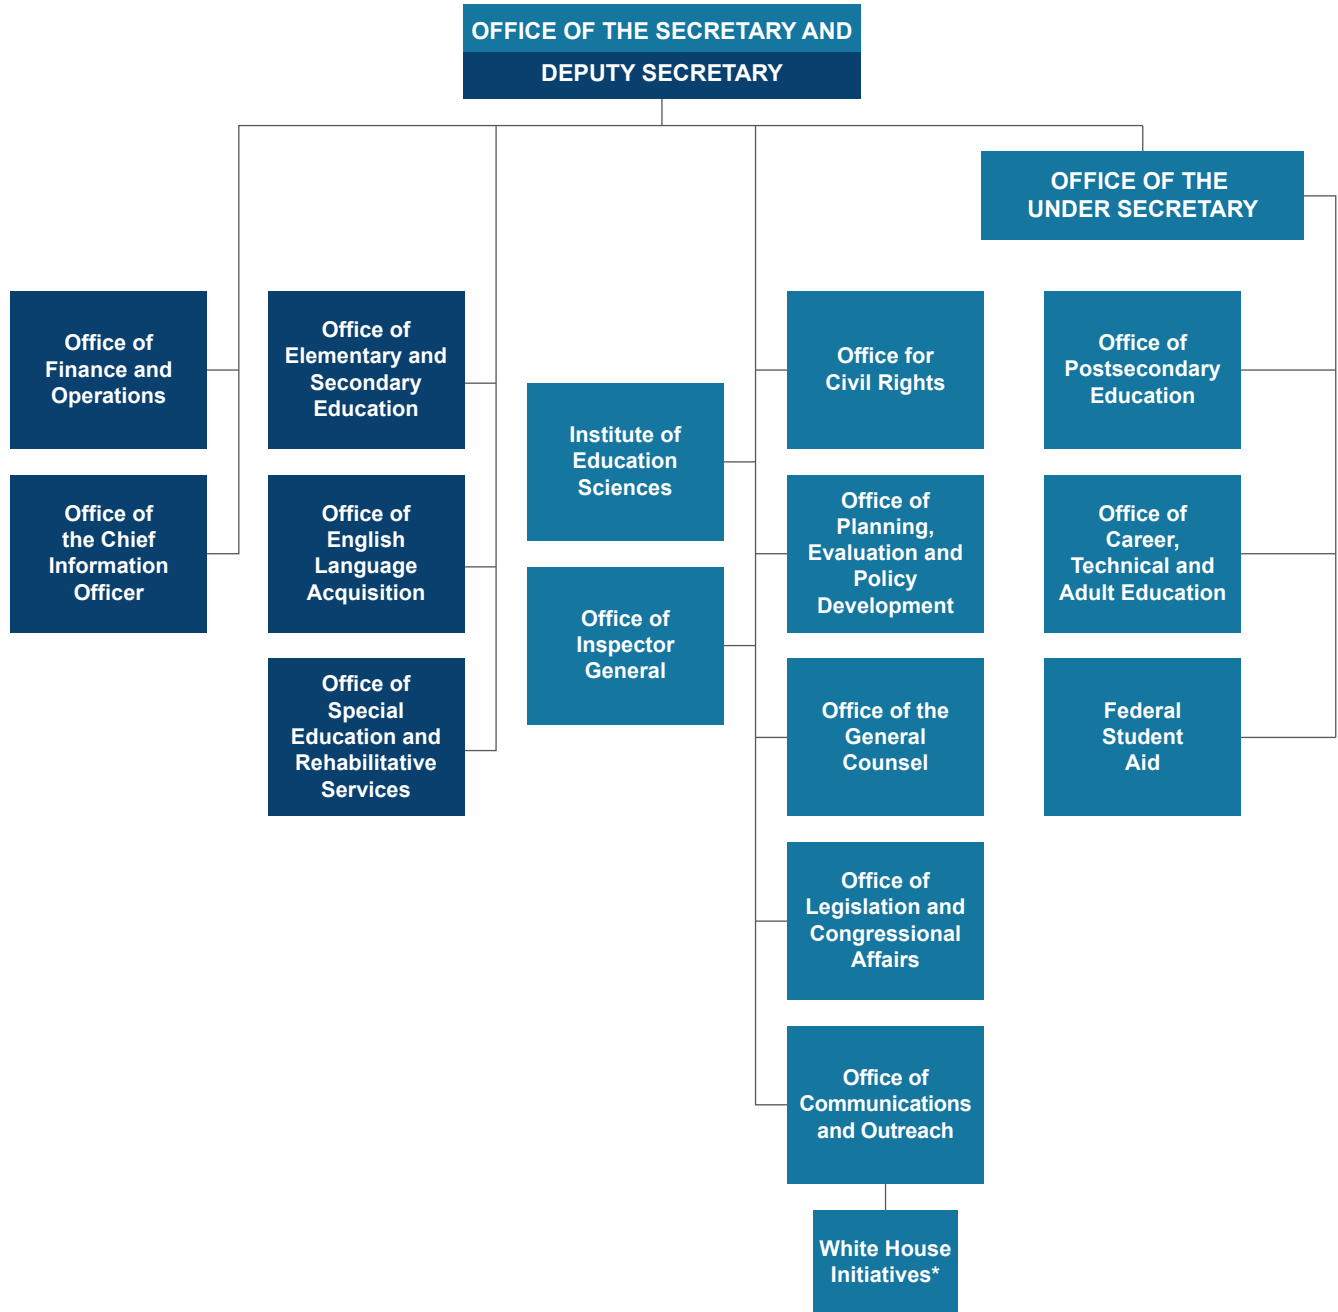 OFFICE OF THE SECRETARY AND
DEPUTY SECRETARY
OFFICE OF THE
UNDER SECRETARY
Office of
Finance and
Operations
Office of
the Chief
Information
Officer
Office of
Elementary and
Secondary
Education
Office of
English
Language
Acquisition
Office of
Special
Education and
Rehabilitative
Services
Institute of
Education
Sciences
Office of
Inspector
General
Office for
Civil Rights
Office of
Planning,
Evaluation and
Policy
Development
Office of the
General
Counsel
Office of
Legislation and
Congressional
Affairs
Office of
Communications
and Outreach
White House
Initiatives*
Office of
Postsecondary
Education
Office of
Career,
Technical and
Adult Education
Federal
Student
Aid